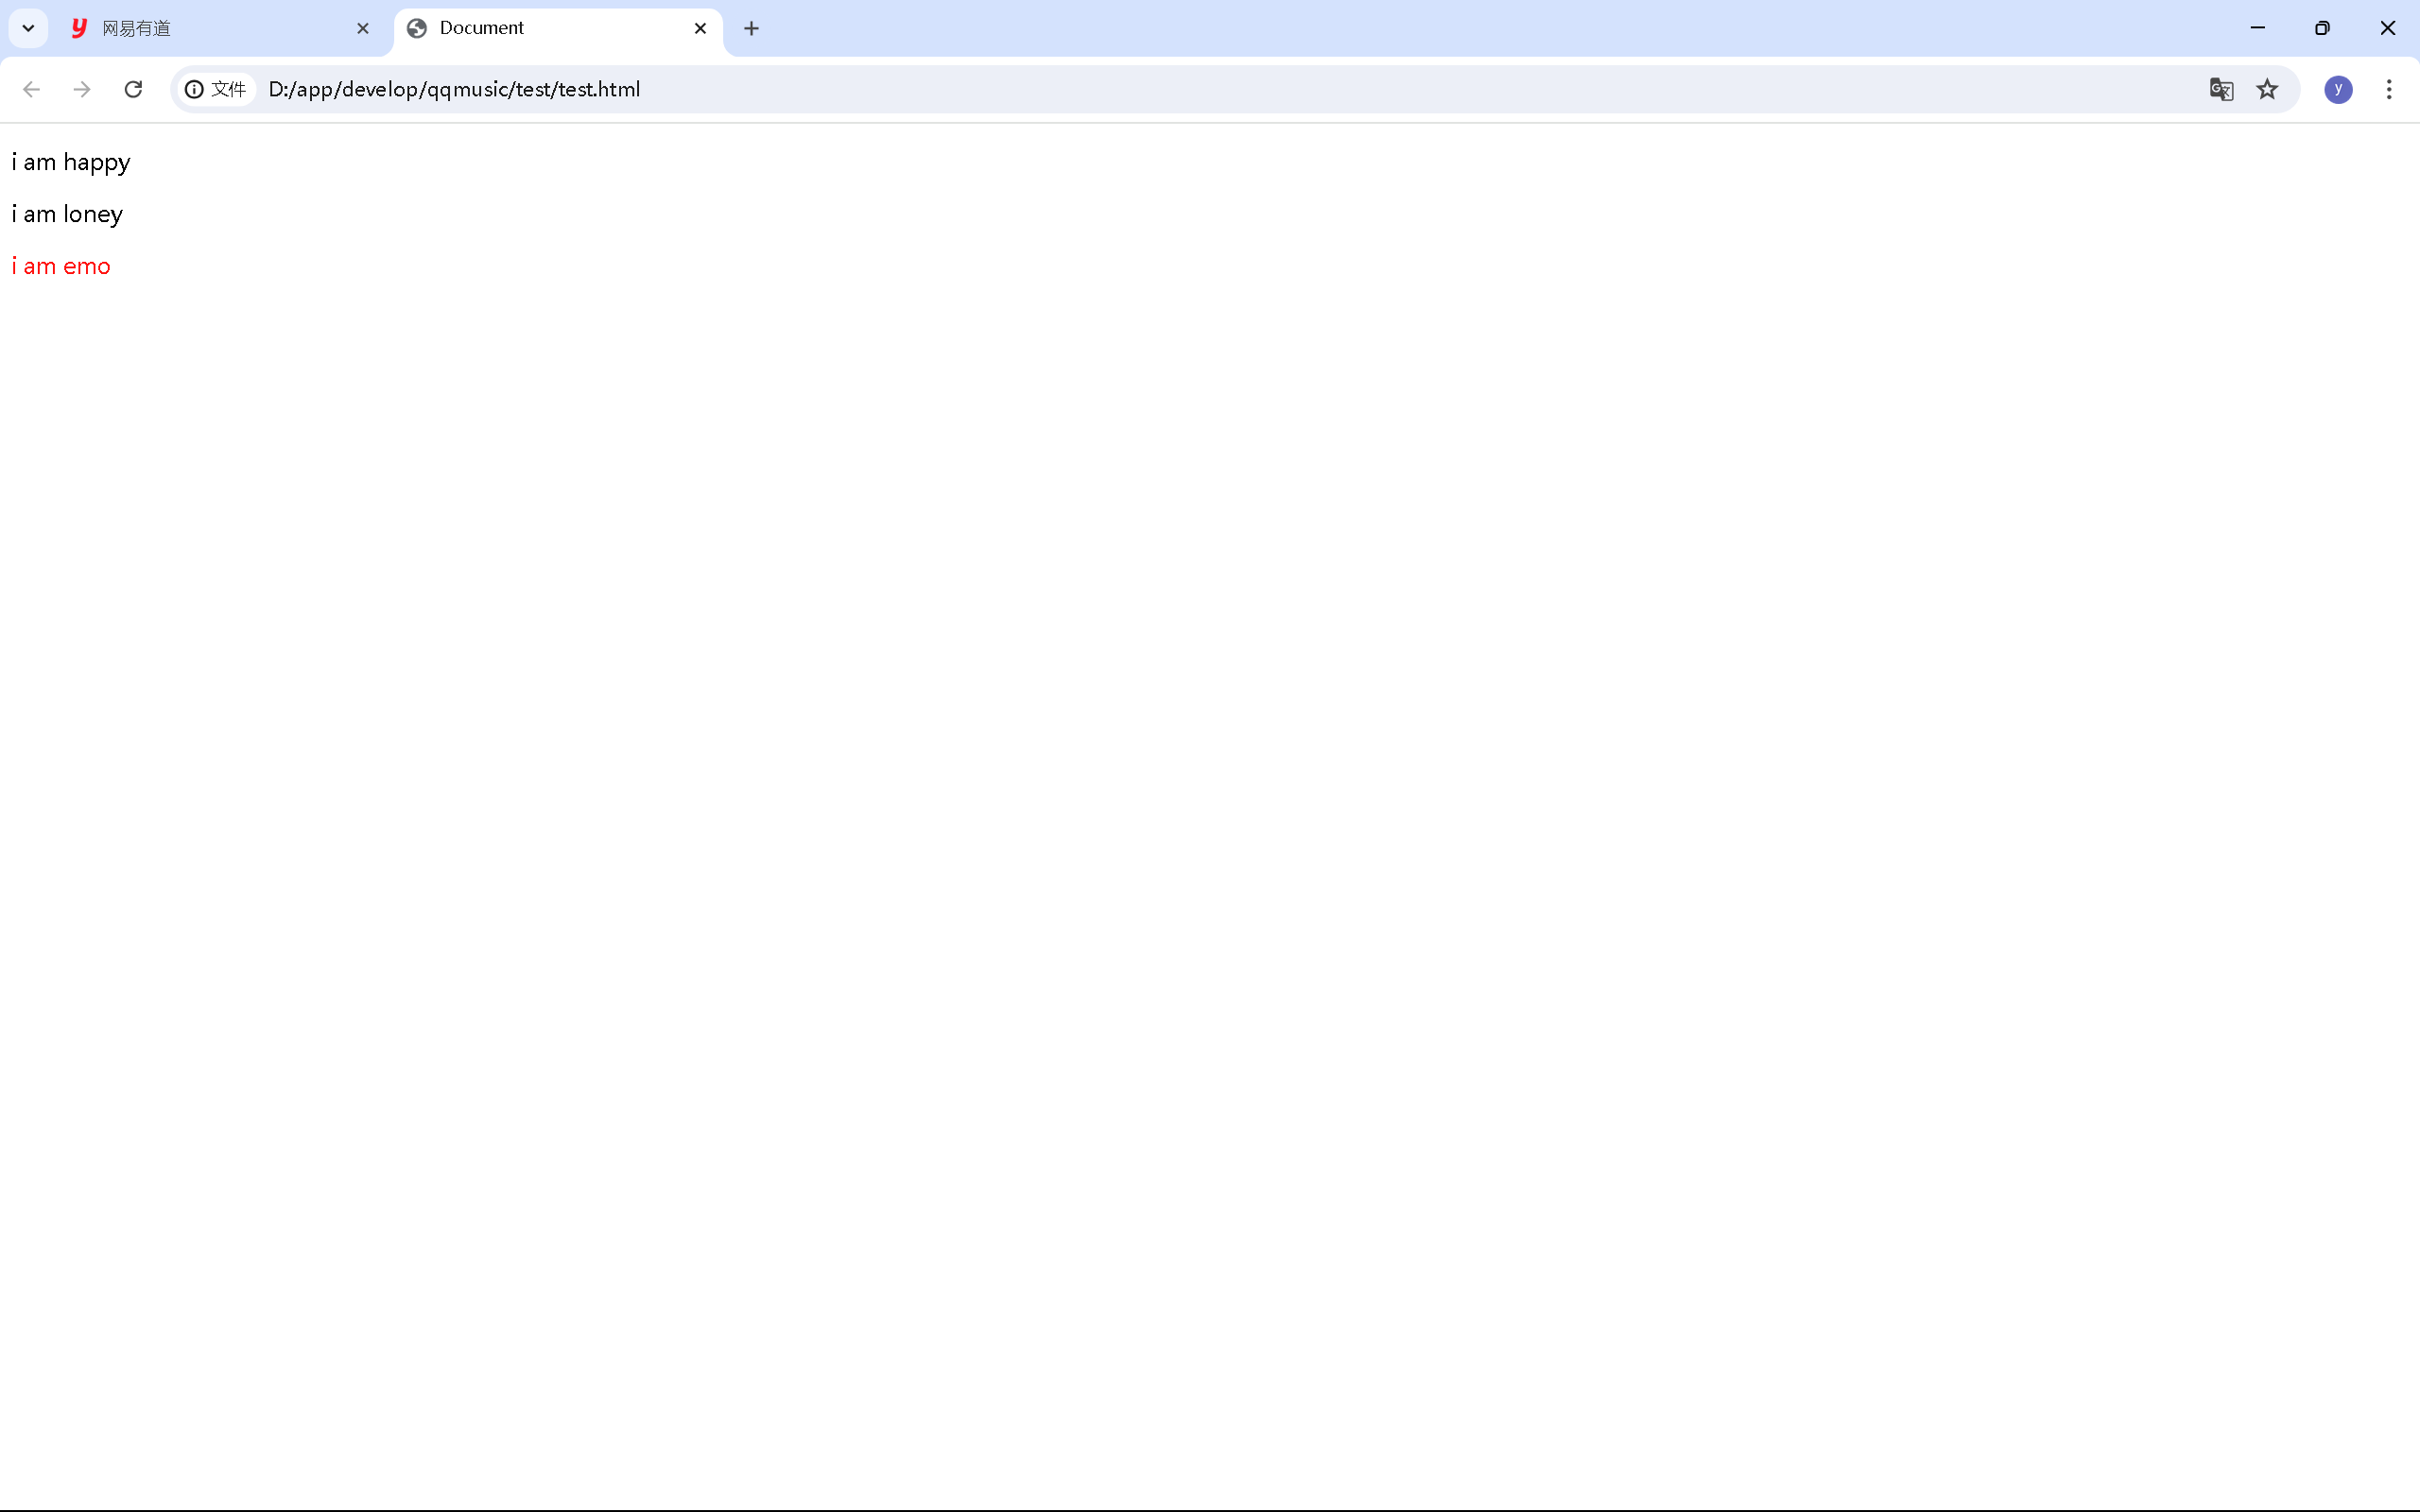 网易有道
Document
文件
D:/app/develop/qqmusic/test/test.html
y
i am happy
i am loney
i am emo